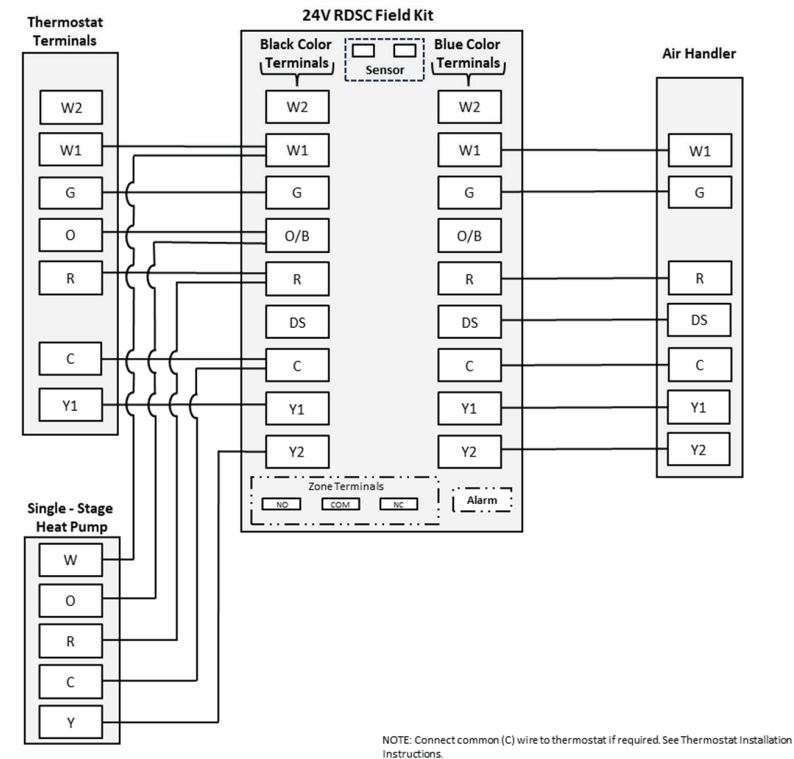 24V RDSC Field Kit
Thermostat
Terminals
W2
W1
G
O
R
C
Y1
Black Color
Terminals
W2
W1
G
O/B
R
DS
C
Y1
Y2
Sensor
Blue Color
Terminals
W2
W1
G
O/B
R
DS
C
Y1
Y2
Zone Terminals
NO
COM
NC
Alarm
Air Handler
W1
G
R
DS
C
Y1
Y2
Single - Stage
Heat Pump
W
O
R
C
Y
NOTE: Connect common (C) wire to thermostat if required. See Thermostat Installation
Instructions.